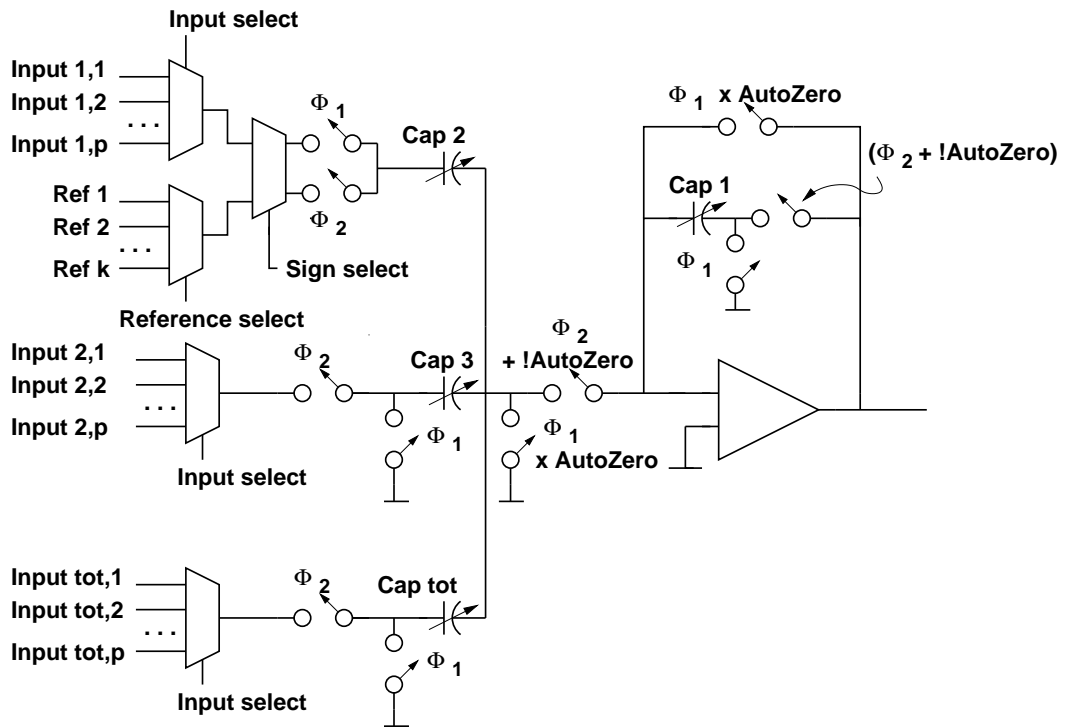 Input select
Input 1,1
Input 1,2
. . .
Input 1,p
Ref 1
Ref 2
. . .
Ref k
Reference select
Sign select
Φ 1
Φ 2
Cap 2
Φ 1 x AutoZero
(Φ 2 + !AutoZero)
Cap 1
Φ 1
Input 2,1
Input 2,2
. . .
Input 2,p
Input select
Φ 2
Cap 3
Φ 1
Φ 2
+ !AutoZero
Φ 1
x AutoZero
Input tot,1
Input tot,2
. . .
Input tot,p
Input select
Φ 2
Cap tot
Φ 1